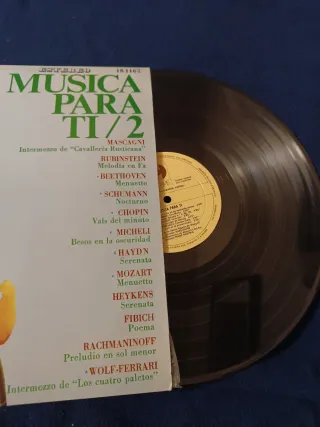 ESTEREO
MUSICA
PARA
TI/2
MASCAGNI
Intermezzo de "Cavalleria Rusticana"
RUBINSTEIN
Melodia en Fa
BEETHOVEN
Menuetto
SCHUMANN
Nocturno
CHOPIN
Vals del minuto
MICHELI
Besos en la oscuridad
HAYDN
Serenata
MOZART
Menuetto
HEYKENS
Serenata
FIBICH
Poema
RACHMANINOFF
Preludio en sol menor
WOLF-FERRARI
Intermezzo de "Los cuatro paletos"